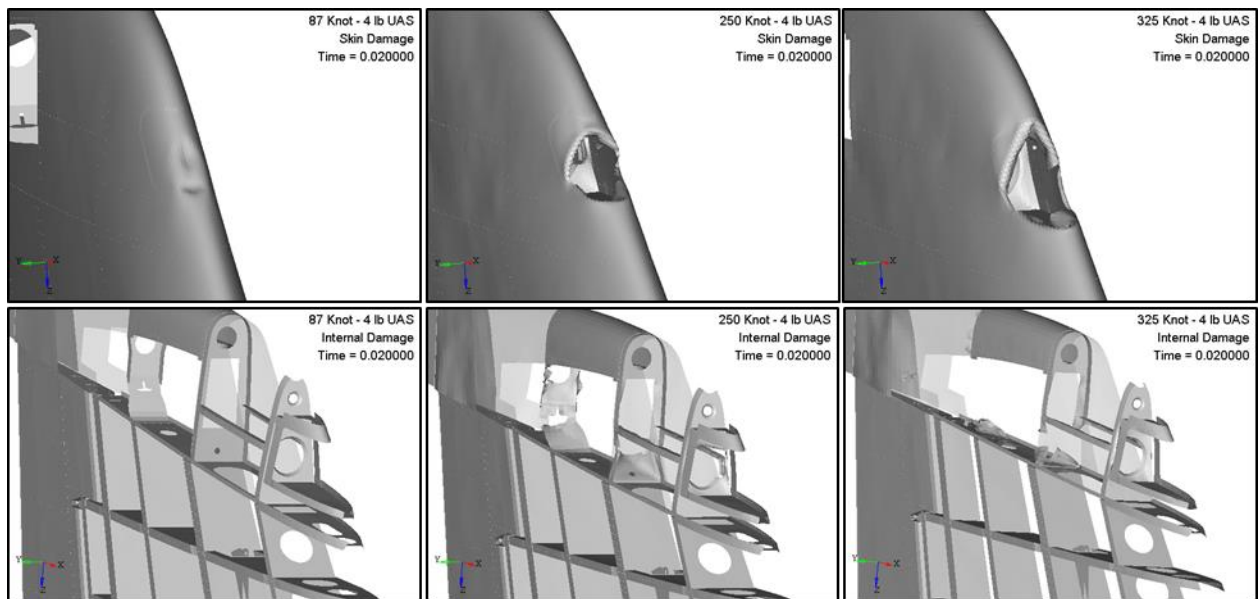 87 Knot - 4 lb UAS
Skin Damage
Time = 0.020000
Y
X
Z
250 Knot - 4 lb UAS
Skin Damage
Time = 0.020000
Y
X
Z
325 Knot - 4 lb UAS
Skin Damage
Time = 0.020000
Y
X
Z
87 Knot - 4 lb UAS
Internal Damage
Time = 0.020000
Y
X
Z
250 Knot - 4 lb UAS
Internal Damage
Time = 0.020000
Y
X
Z
325 Knot - 4 lb UAS
Internal Damage
Time = 0.020000
Y
X
Z